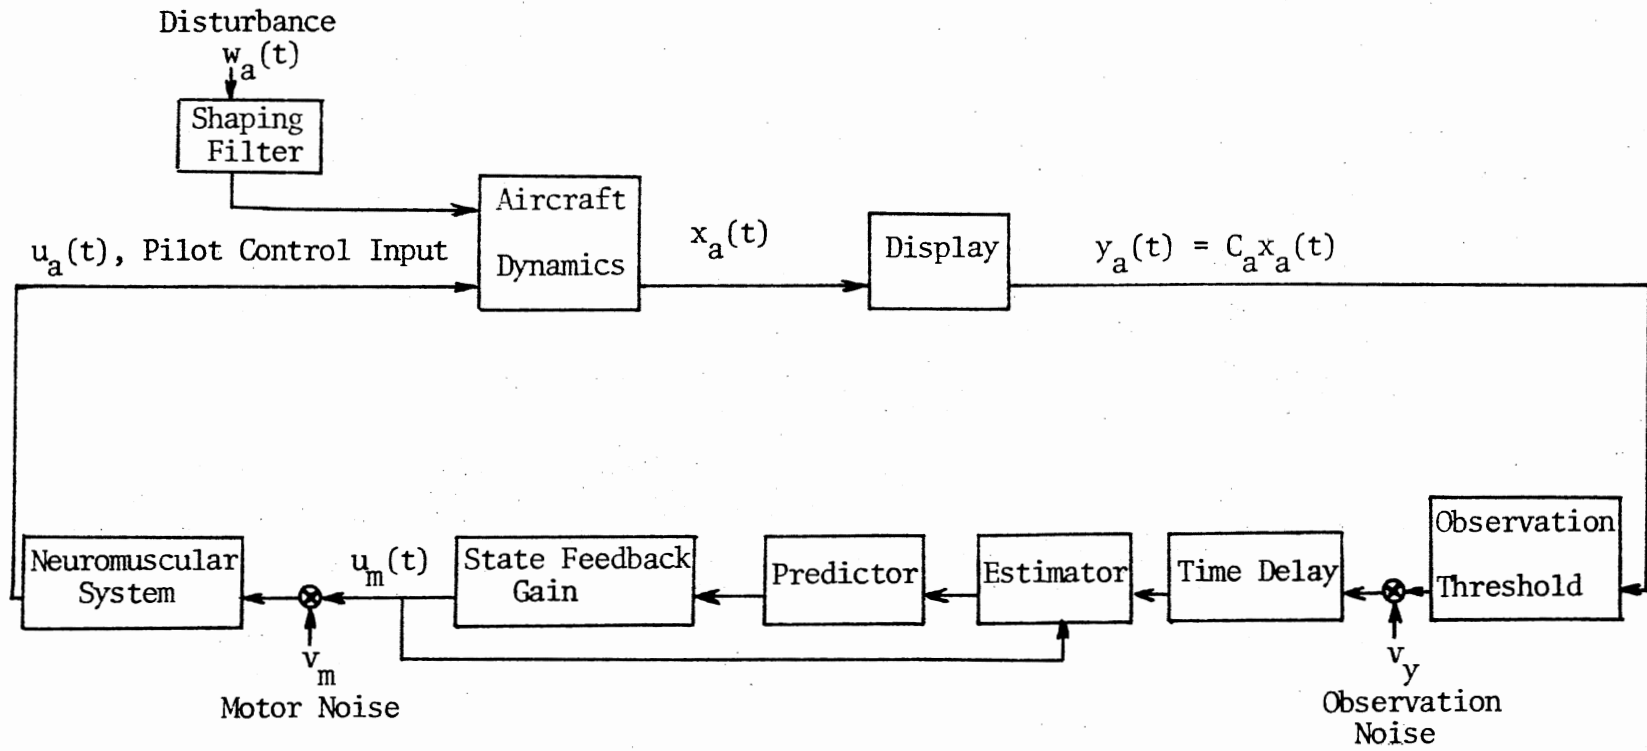 Disturbance
w_a(t)
Shaping
Filter
Aircraft
Dynamics
u_a(t), Pilot Control Input
x_a(t)
Display
y_a(t) = C_a x_a(t)
Neuromuscular
System
u_m(t)
State Feedback
Gain
Predictor
Estimator
Time Delay
Observation
Threshold
v_m
Motor Noise
v_y
Observation
Noise